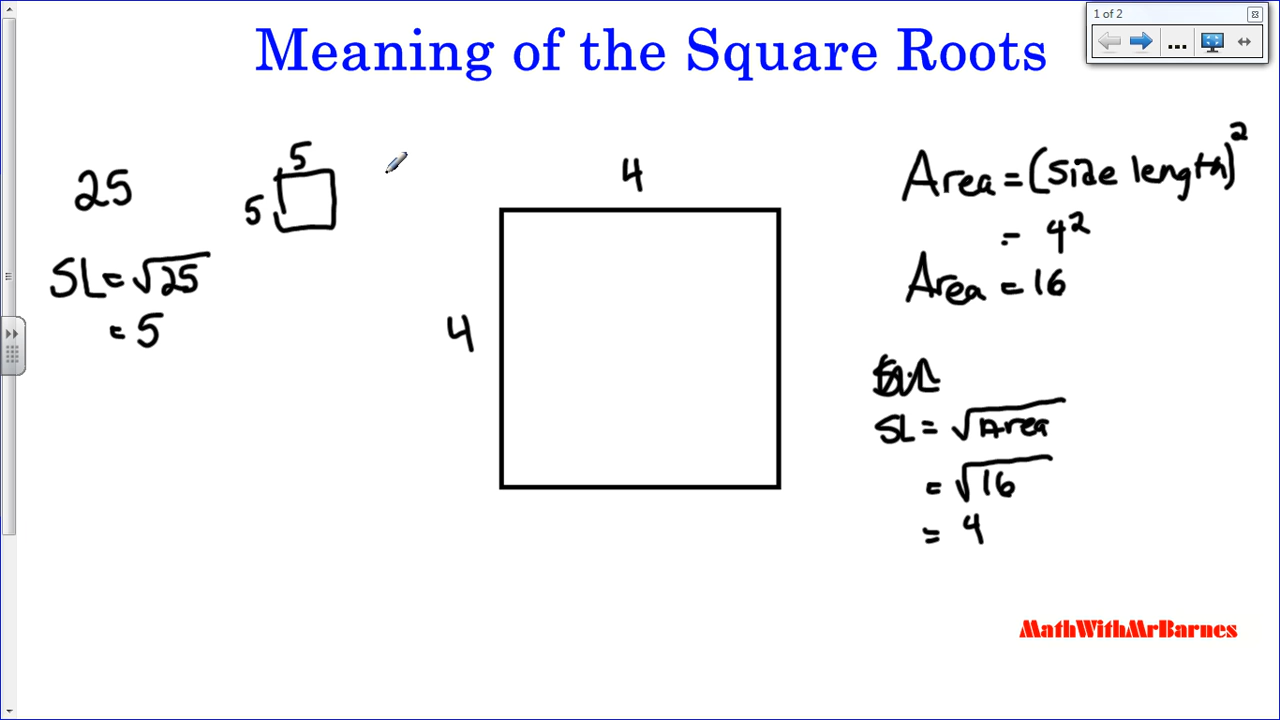 1 of 2
Meaning of the Square Roots
25
5
5
SL = √25
= 5
4
4
Area = (side length)²
= 4²
Area = 16
SL = √Area
= √16
= 4
MathWithMrBarnes